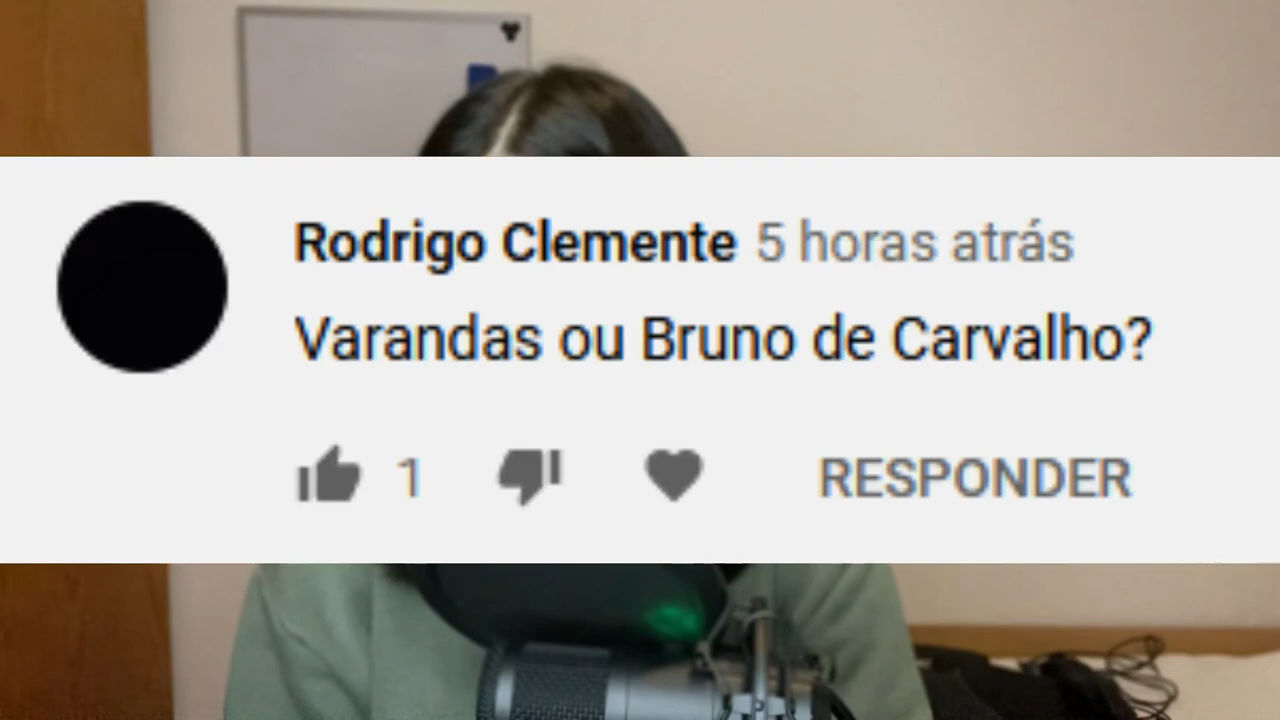 Rodrigo Clemente 5 horas atrás
Varandas ou Bruno de Carvalho?
1 RESPONDER